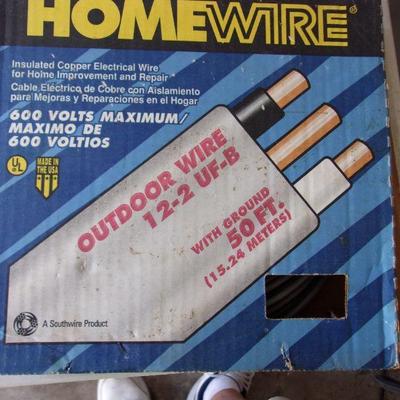 HOMEWIRE®
Insulated Copper Electrical Wire
for Home Improvement and Repair
Cable Eléctrico de Cobre con Aislamiento
para Mejoras y Reparaciones en el Hogar
600 VOLTS MAXIMUM/
MAXIMO DE
600 VOLTIOS
UL
MADE IN
THE USA
OUTDOOR WIRE
12-2 UF-B
WITH GROUND
50 FT.
(15.24 METERS)
A Southwire Product